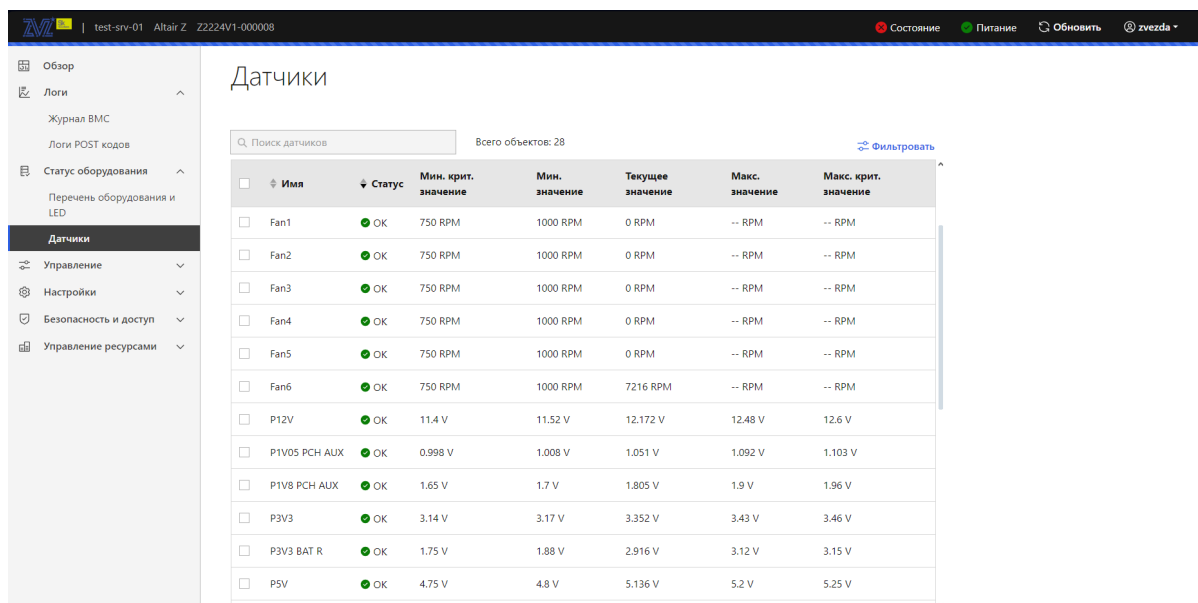 | test-srv-01 Altair Z Z2224V1-000008 Состояние Питание Обновить zvezda
Обзор
Логи
Журнал BMC
Логи POST кодов
Статус оборудования
Перечень оборудования и
LED
Датчики
Управление
Настройки
Безопасность и доступ
Управление ресурсами
Датчики
Поиск датчиков Всего объектов: 28 Фильтровать
Имя Статус Мин. крит. значение Мин. значение Текущее значение Макс. значение Макс. крит. значение
Fan1 OK 750 RPM 1000 RPM 0 RPM -- RPM -- RPM
Fan2 OK 750 RPM 1000 RPM 0 RPM -- RPM -- RPM
Fan3 OK 750 RPM 1000 RPM 0 RPM -- RPM -- RPM
Fan4 OK 750 RPM 1000 RPM 0 RPM -- RPM -- RPM
Fan5 OK 750 RPM 1000 RPM 0 RPM -- RPM -- RPM
Fan6 OK 750 RPM 1000 RPM 7216 RPM -- RPM -- RPM
P12V OK 11.4 V 11.52 V 12.172 V 12.48 V 12.6 V
P1V05 PCH AUX OK 0.998 V 1.008 V 1.051 V 1.092 V 1.103 V
P1V8 PCH AUX OK 1.65 V 1.7 V 1.805 V 1.9 V 1.96 V
P3V3 OK 3.14 V 3.17 V 3.352 V 3.43 V 3.46 V
P3V3 BAT R OK 1.75 V 1.88 V 2.916 V 3.12 V 3.15 V
P5V OK 4.75 V 4.8 V 5.136 V 5.2 V 5.25 V